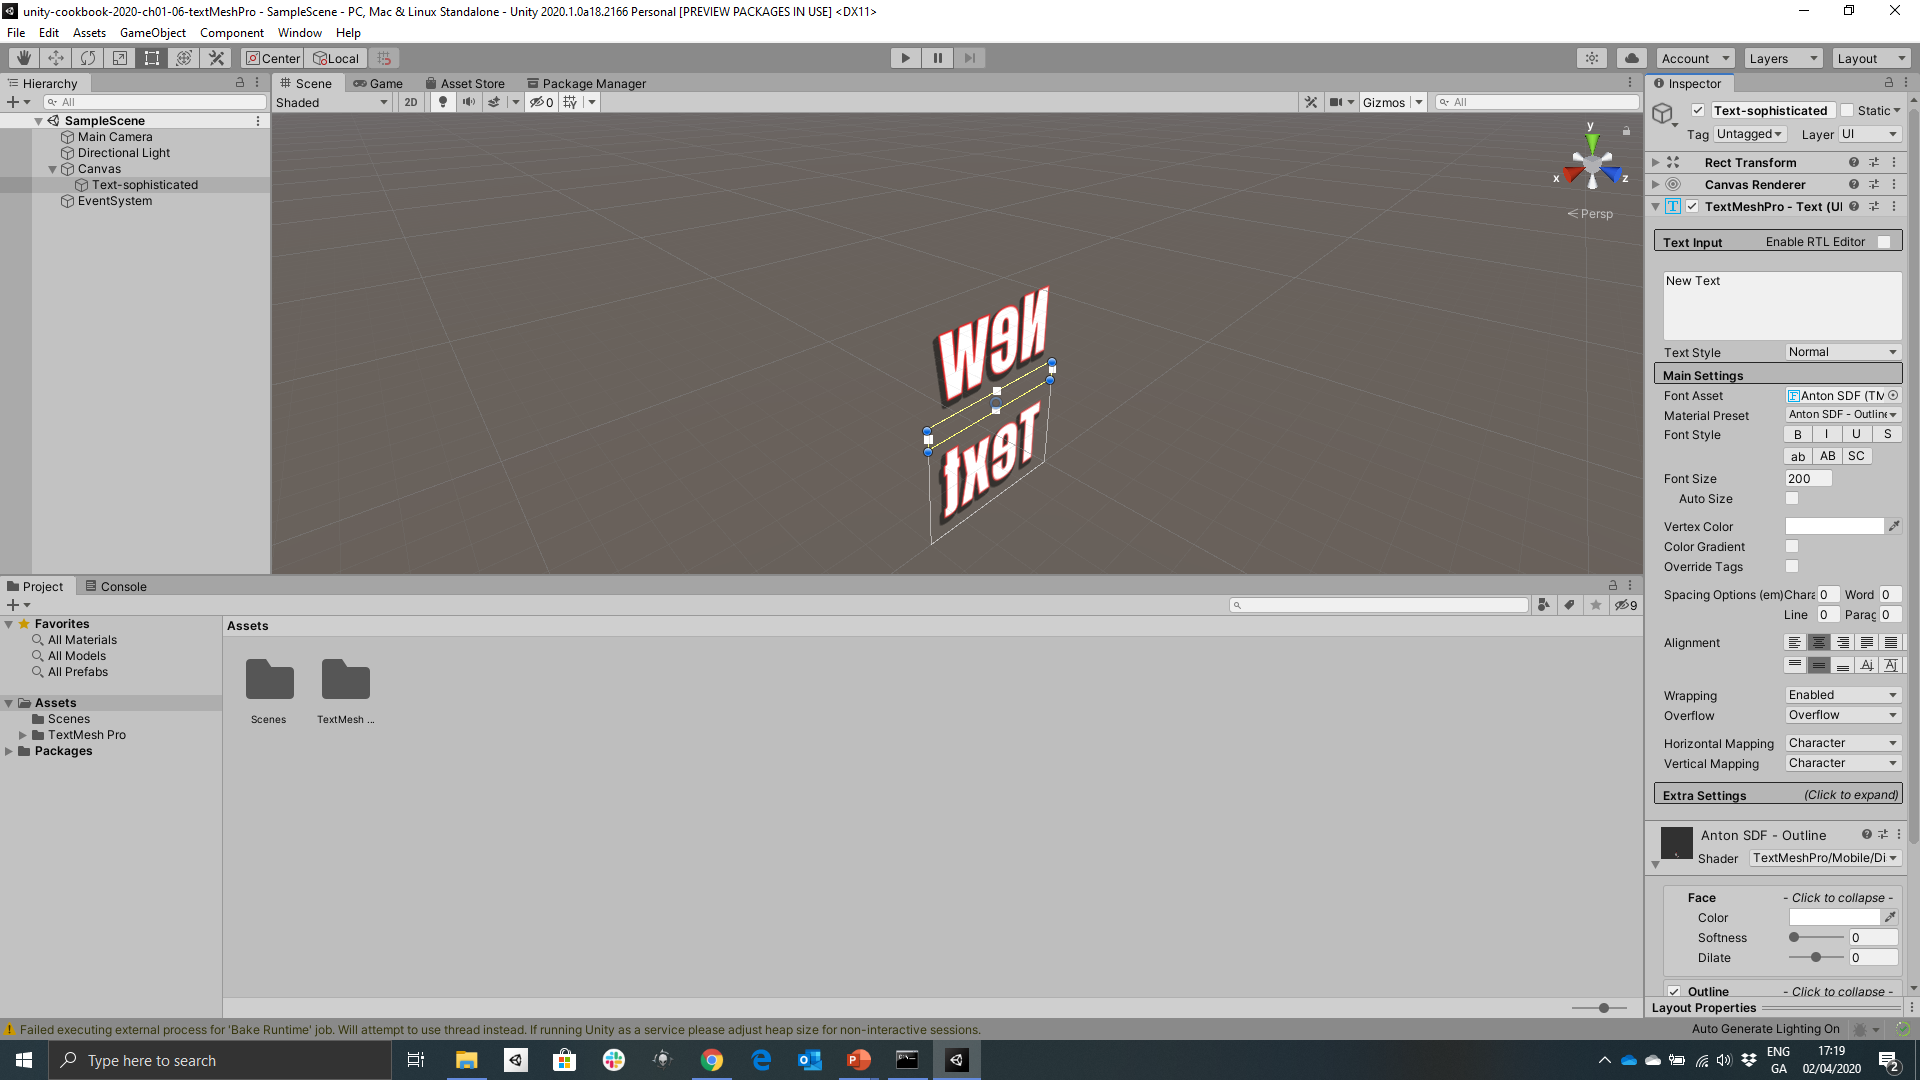 unity-cookbook-2020-ch01-06-textMeshPro - SampleScene - PC, Mac & Linux Standalone - Unity 2020.1.0a18.2166 Personal [PREVIEW PACKAGES IN USE] <DX11>
File Edit Assets GameObject Component Window Help
Center Local Account Layers Layout
Hierarchy
All
SampleScene
Main Camera
Directional Light
Canvas
Text-sophisticated
EventSystem
Scene Game Asset Store Package Manager
Shaded 2D 0 Gizmos All
y
x z
Persp
New
Text
Inspector
Text-sophisticated Static
Tag Untagged Layer UI
Rect Transform
Canvas Renderer
TextMeshPro - Text (UI
Text Input Enable RTL Editor
New Text
Text Style Normal
Main Settings
Font Asset Anton SDF (TM
Material Preset Anton SDF - Outline
Font Style B I U S
ab AB SC
Font Size 200
Auto Size
Vertex Color
Color Gradient
Override Tags
Spacing Options (em) Chara 0 Word 0
Line 0 Parag 0
Alignment
Wrapping Enabled
Overflow Overflow
Horizontal Mapping Character
Vertical Mapping Character
Extra Settings (Click to expand)
Anton SDF - Outline
Shader TextMeshPro/Mobile/Di
Face - Click to collapse -
Color
Softness 0
Dilate 0
Outline - Click to collapse -
Layout Properties
Project Console
9
Favorites
All Materials
All Models
All Prefabs
Assets
Scenes
TextMesh Pro
Packages
Assets
Scenes TextMesh ...
Failed executing external process for 'Bake Runtime' job. Will attempt to use thread instead. If running Unity as a service please adjust heap size for non-interactive sessions.
Auto Generate Lighting On
Type here to search
ENG
GA
17:19
02/04/2020
2